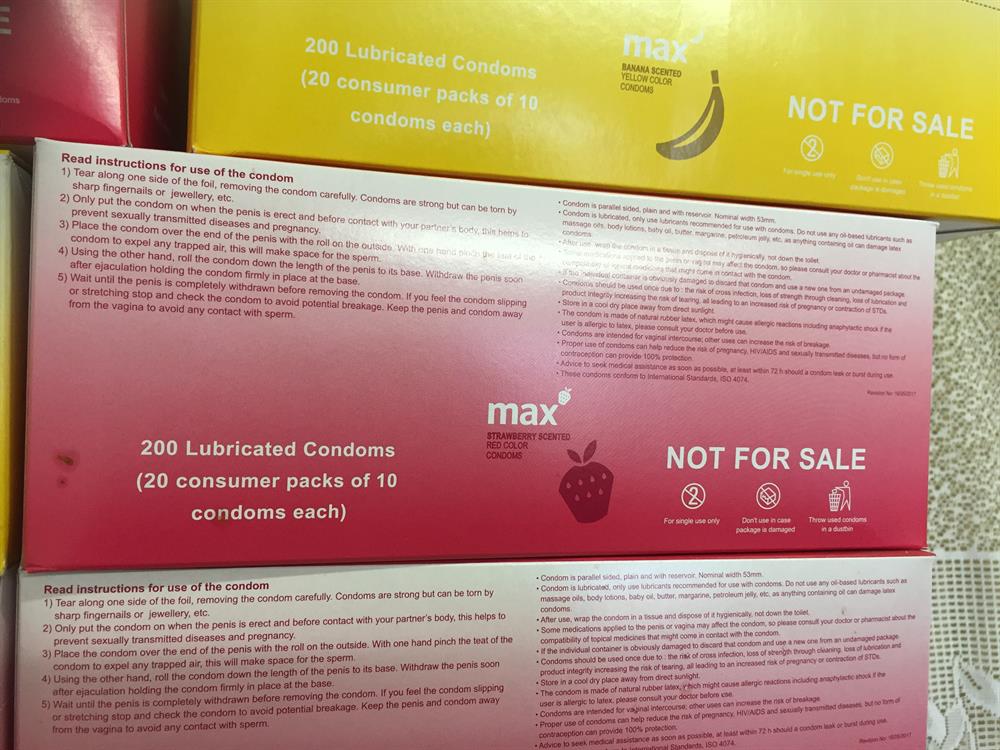 E
oms
200 Lubricated Condoms
(20 consumer packs of 10
condoms each)
max
BANANA SCENTED
YELLOW COLOR
CONDOMS
NOT FOR SALE
For single use only
Don't use in case
package is damaged
Throw used condoms
in a dustbin
Read instructions for use of the condom
1) Tear along one side of the foil, removing the condom carefully. Condoms are strong but can be torn by
sharp fingernails or jewellery, etc.
2) Only put the condom on when the penis is erect and before contact with your partner's body, this helps to
prevent sexually transmitted diseases and pregnancy.
3) Place the condom over the end of the penis with the roll on the outside. With one hand pinch the teat of the
condom to expel any trapped air, this will make space for the sperm.
4) Using the other hand, roll the condom down the length of the penis to its base. Withdraw the penis soon
after ejaculation holding the condom firmly in place at the base.
5) Wait until the penis is completely withdrawn before removing the condom. If you feel the condom slipping
or stretching stop and check the condom to avoid potential breakage. Keep the penis and condom away
from the vagina to avoid any contact with sperm.
• Condom is parallel sided, plain and with reservoir. Nominal width 53mm.
• Condom is lubricated, only use lubricants recommended for use with condoms. Do not use any oil-based lubricants such as
massage oils, body lotions, baby oil, butter, margarine, petroleum jelly, etc. as anything containing oil can damage latex
condoms.
• After use, wrap the condom in a tissue and dispose of it hygienically, not down the toilet.
• Some medications applied to the penis or vagina may affect the condom, so please consult your doctor or pharmacist about the
compatibility of topical medicines that might come in contact with the condom.
• If the individual container is obviously damaged to discard that condom and use a new one from an undamaged package.
• Condoms should be used once due to : the risk of cross infection, loss of strength through cleaning, loss of lubrication and
product integrity increasing the risk of tearing, all leading to an increased risk of pregnancy or contraction of STDs.
• Store in a cool dry place away from direct sunlight.
• The condom is made of natural rubber latex, which might cause allergic reactions including anaphylactic shock if the
user is allergic to latex, please consult your doctor before use.
• Condoms are intended for vaginal intercourse; other uses can increase the risk of breakage.
• Proper use of condoms can help reduce the risk of pregnancy, HIV/AIDS and sexually transmitted diseases, but no form of
contraception can provide 100% protection.
• Advice to seek medical assistance as soon as possible, at least within 72 h should a condom leak or burst during use.
• These condoms conform to International Standards, ISO 4074.
Revision No: 16/05/2017
max
STRAWBERRY SCENTED
RED COLOR
CONDOMS
200 Lubricated Condoms
(20 consumer packs of 10
condoms each)
NOT FOR SALE
For single use only
Don't use in case
package is damaged
Throw used condoms
in a dustbin
Read instructions for use of the condom
1) Tear along one side of the foil, removing the condom carefully. Condoms are strong but can be torn by
sharp fingernails or jewellery, etc.
2) Only put the condom on when the penis is erect and before contact with your partner's body, this helps to
prevent sexually transmitted diseases and pregnancy.
3) Place the condom over the end of the penis with the roll on the outside. With one hand pinch the teat of the
condom to expel any trapped air, this will make space for the sperm.
4) Using the other hand, roll the condom down the length of the penis to its base. Withdraw the penis soon
after ejaculation holding the condom firmly in place at the base.
5) Wait until the penis is completely withdrawn before removing the condom. If you feel the condom slipping
or stretching stop and check the condom to avoid potential breakage. Keep the penis and condom away
from the vagina to avoid any contact with sperm.
• Condom is parallel sided, plain and with reservoir. Nominal width 53mm.
• Condom is lubricated, only use lubricants recommended for use with condoms. Do not use any oil-based lubricants such as
massage oils, body lotions, baby oil, butter, margarine, petroleum jelly, etc, as anything containing oil can damage latex
condoms.
• After use, wrap the condom in a tissue and dispose of it hygienically, not down the toilet.
• Some medications applied to the penis or vagina may affect the condom, so please consult your doctor or pharmacist about the
compatibility of topical medicines that might come in contact with the condom.
• If the individual container is obviously damaged to discard that condom and use a new one from an undamaged package.
• Condoms should be used once due to : the risk of cross infection, loss of strength through cleaning, loss of lubrication and
product integrity increasing the risk of tearing, all leading to an increased risk of pregnancy or contraction of STDs.
• Store in a cool dry place away from direct sunlight.
• The condom is made of natural rubber latex, which might cause allergic reactions including anaphylactic shock if the
user is allergic to latex, please consult your doctor before use.
• Condoms are intended for vaginal intercourse; other uses can increase the risk of breakage.
• Proper use of condoms can help reduce the risk of pregnancy, HIV/AIDS and sexually transmitted diseases, but no form of
contraception can provide 100% protection.
• Advice to seek medical assistance as soon as possible, at least within 72 h should a condom leak or burst during use.
International Standards, ISO 4074.
Revision No: 16/05/2017